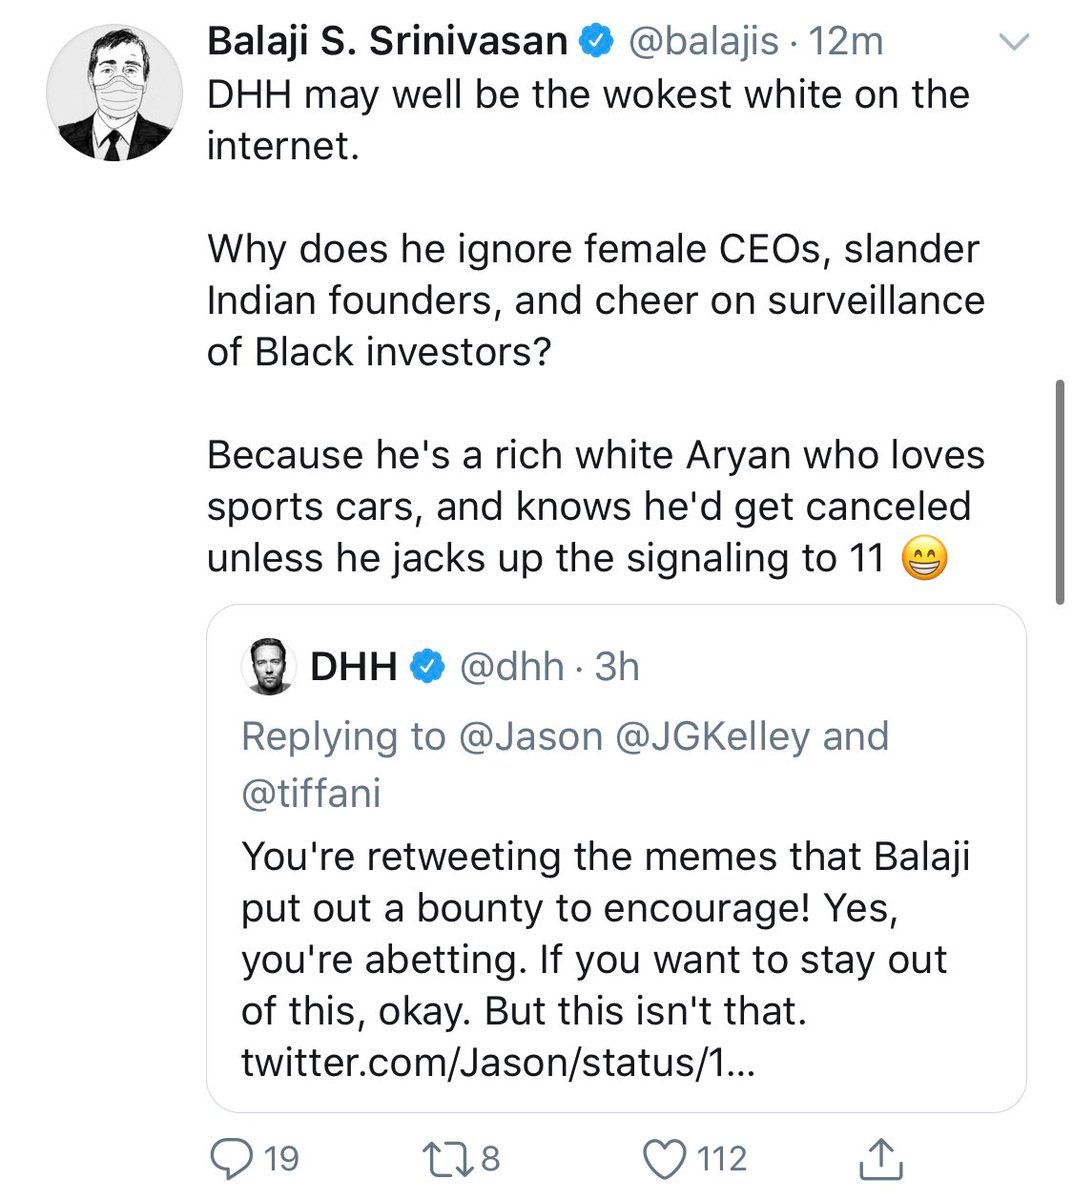 Balaji S. Srinivasan @balajis · 12m
DHH may well be the wokest white on the
internet.
Why does he ignore female CEOs, slander
Indian founders, and cheer on surveillance
of Black investors?
Because he's a rich white Aryan who loves
sports cars, and knows he'd get canceled
unless he jacks up the signaling to 11 😁
DHH @dhh · 3h
Replying to @Jason @JGKelley and
@tiffani
You're retweeting the memes that Balaji
put out a bounty to encourage! Yes,
you're abetting. If you want to stay out
of this, okay. But this isn't that.
twitter.com/Jason/status/1...
19 8 112